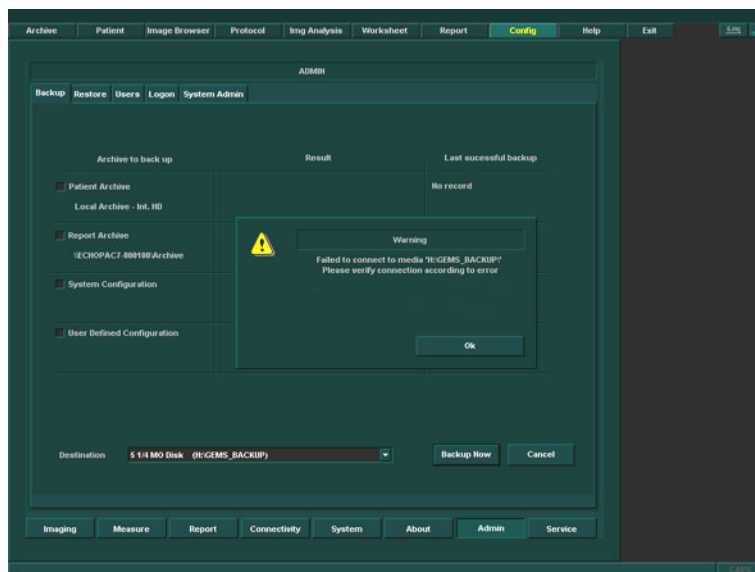 Archive Patient Image Browser Protocol Img Analysis Worksheet Report Config Help Exit
ADMIN
Backup Restore Users Logon System Admin
Archive to back up Result Last sucessful backup
Patient Archive No record
Local Archive - Int. HD
Report Archive
\\ECHOPAC7-000100\Archive
System Configuration
User Defined Configuration
Warning
Failed to connect to media 'H:\GEMS_BACKUP\'
Please verify connection according to error
Ok
Destination 5 1/4 MO Disk (H:\GEMS_BACKUP) Backup Now Cancel
Imaging Measure Report Connectivity System About Admin Service
CAPS